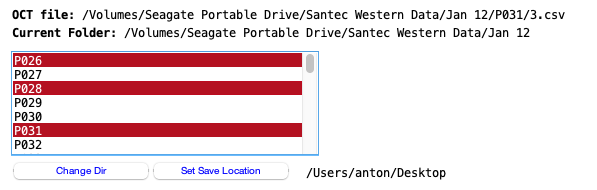 OCT file: /Volumes/Seagate Portable Drive/Santec Western Data/Jan 12/P031/3.csv
Current Folder: /Volumes/Seagate Portable Drive/Santec Western Data/Jan 12
P026
P027
P028
P029
P030
P031
P032
Change Dir Set Save Location /Users/anton/Desktop